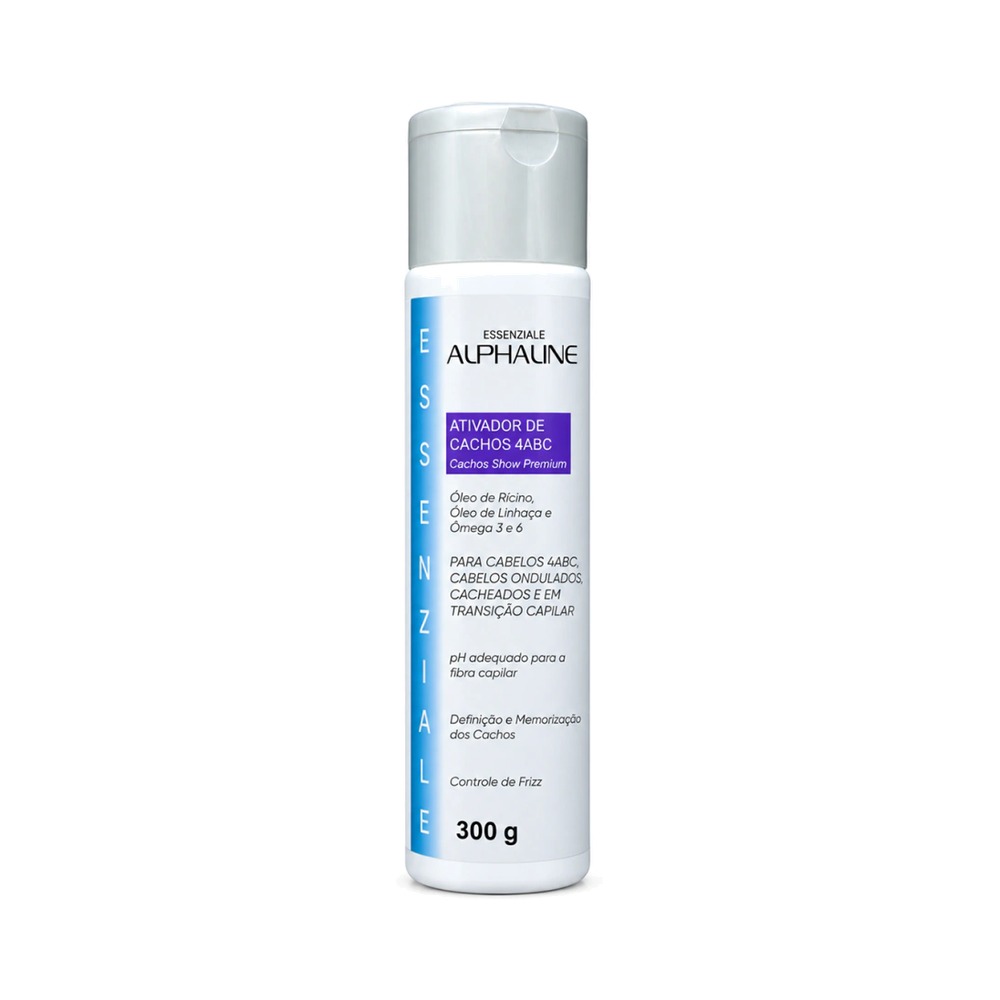 ESSENZIALE
ESSENZIALE
ALPHALINE
ATIVADOR DE
CACHOS 4ABC
Cachos Show Premium
Óleo de Rícino,
Óleo de Linhaça e
Ômega 3 e 6
PARA CABELOS 4ABC,
CABELOS ONDULADOS,
CACHEADOS E EM
TRANSIÇÃO CAPILAR
pH adequado para a
fibra capilar
Definição e Memorização
dos Cachos
Controle de Frizz
300 g